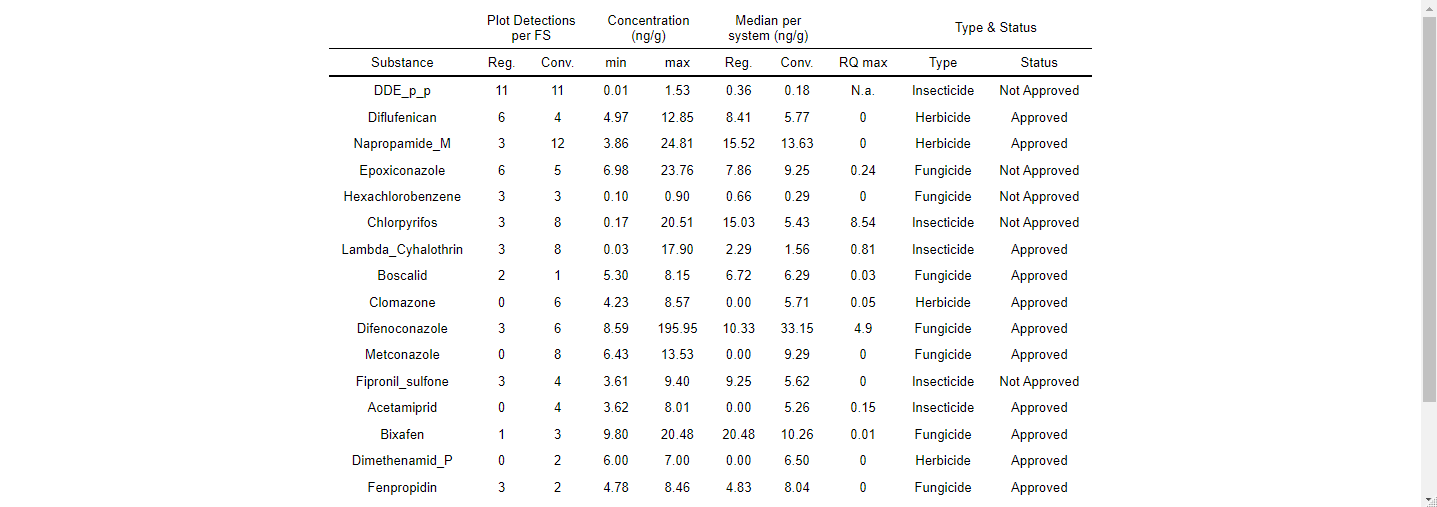 Plot Detections per FS Concentration (ng/g) Median per system (ng/g) Type & Status
Substance Reg. Conv. min max Reg. Conv. RQ max Type Status
DDE_p_p 11 11 0.01 1.53 0.36 0.18 N.a. Insecticide Not Approved
Diflufenican 6 4 4.97 12.85 8.41 5.77 0 Herbicide Approved
Napropamide_M 3 12 3.86 24.81 15.52 13.63 0 Herbicide Approved
Epoxiconazole 6 5 6.98 23.76 7.86 9.25 0.24 Fungicide Not Approved
Hexachlorobenzene 3 3 0.10 0.90 0.66 0.29 0 Fungicide Not Approved
Chlorpyrifos 3 8 0.17 20.51 15.03 5.43 8.54 Insecticide Not Approved
Lambda_Cyhalothrin 3 8 0.03 17.90 2.29 1.56 0.81 Insecticide Approved
Boscalid 2 1 5.30 8.15 6.72 6.29 0.03 Fungicide Approved
Clomazone 0 6 4.23 8.57 0.00 5.71 0.05 Herbicide Approved
Difenoconazole 3 6 8.59 195.95 10.33 33.15 4.9 Fungicide Approved
Metconazole 0 8 6.43 13.53 0.00 9.29 0 Fungicide Approved
Fipronil_sulfone 3 4 3.61 9.40 9.25 5.62 0 Insecticide Not Approved
Acetamiprid 0 4 3.62 8.01 0.00 5.26 0.15 Insecticide Approved
Bixafen 1 3 9.80 20.48 20.48 10.26 0.01 Fungicide Approved
Dimethenamid_P 0 2 6.00 7.00 0.00 6.50 0 Herbicide Approved
Fenpropidin 3 2 4.78 8.46 4.83 8.04 0 Fungicide Approved